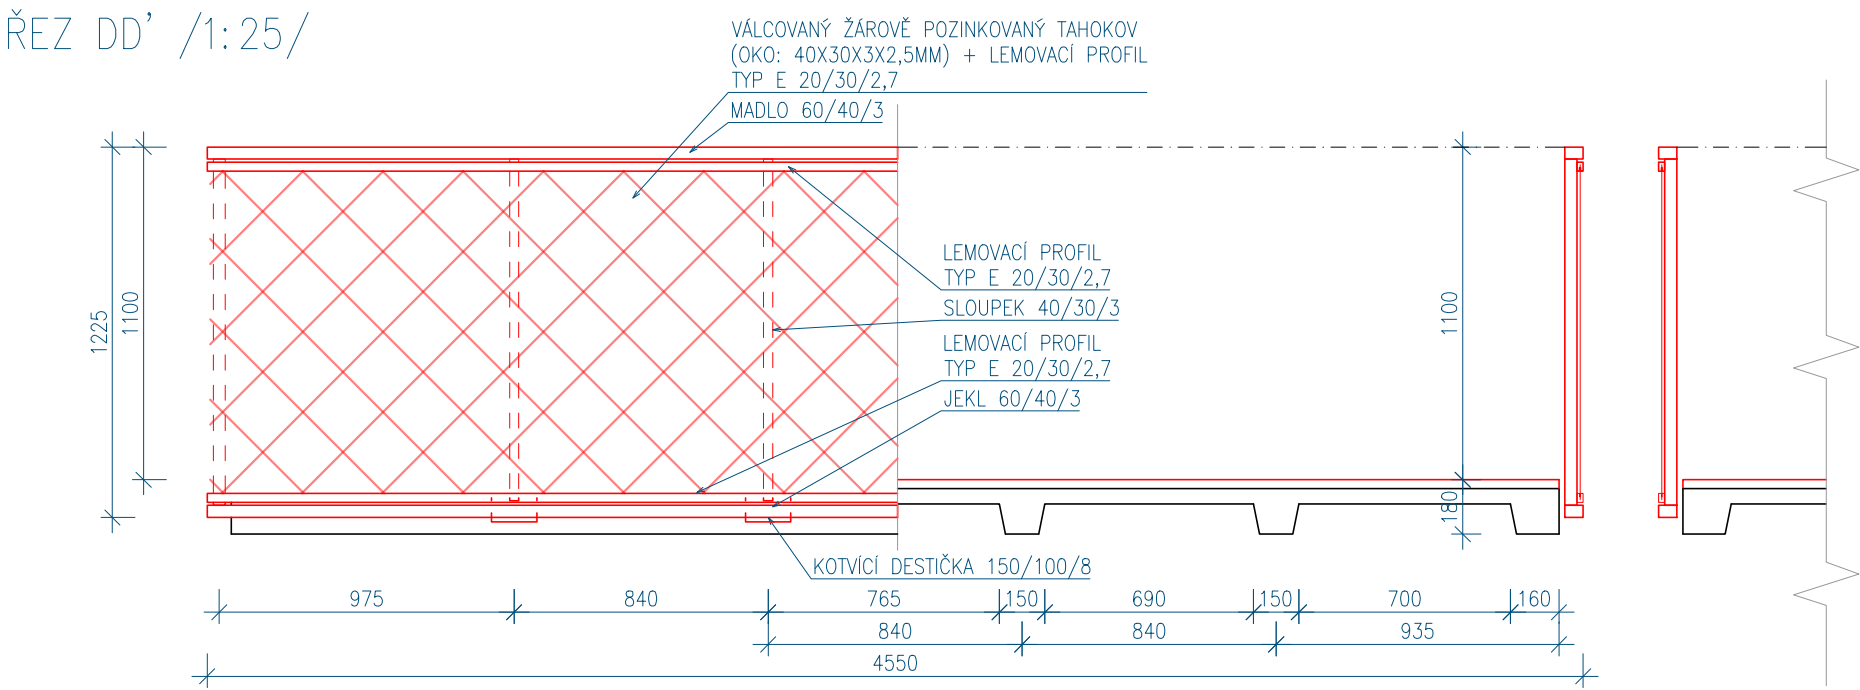 ŘEZ DD' /1:25/
VÁLCOVANÝ ŽÁROVĚ POZINKOVANÝ TAHOKOV
(OKO: 40X30X3X2,5MM) + LEMOVACÍ PROFIL
TYP E 20/30/2,7
MADLO 60/40/3
LEMOVACÍ PROFIL
TYP E 20/30/2,7
SLOUPEK 40/30/3
LEMOVACÍ PROFIL
TYP E 20/30/2,7
JEKL 60/40/3
KOTVÍCÍ DESTIČKA 150/100/8
1225
1100
1100
180
975 840 765 150 690 150 700 160
840 840 935
4550